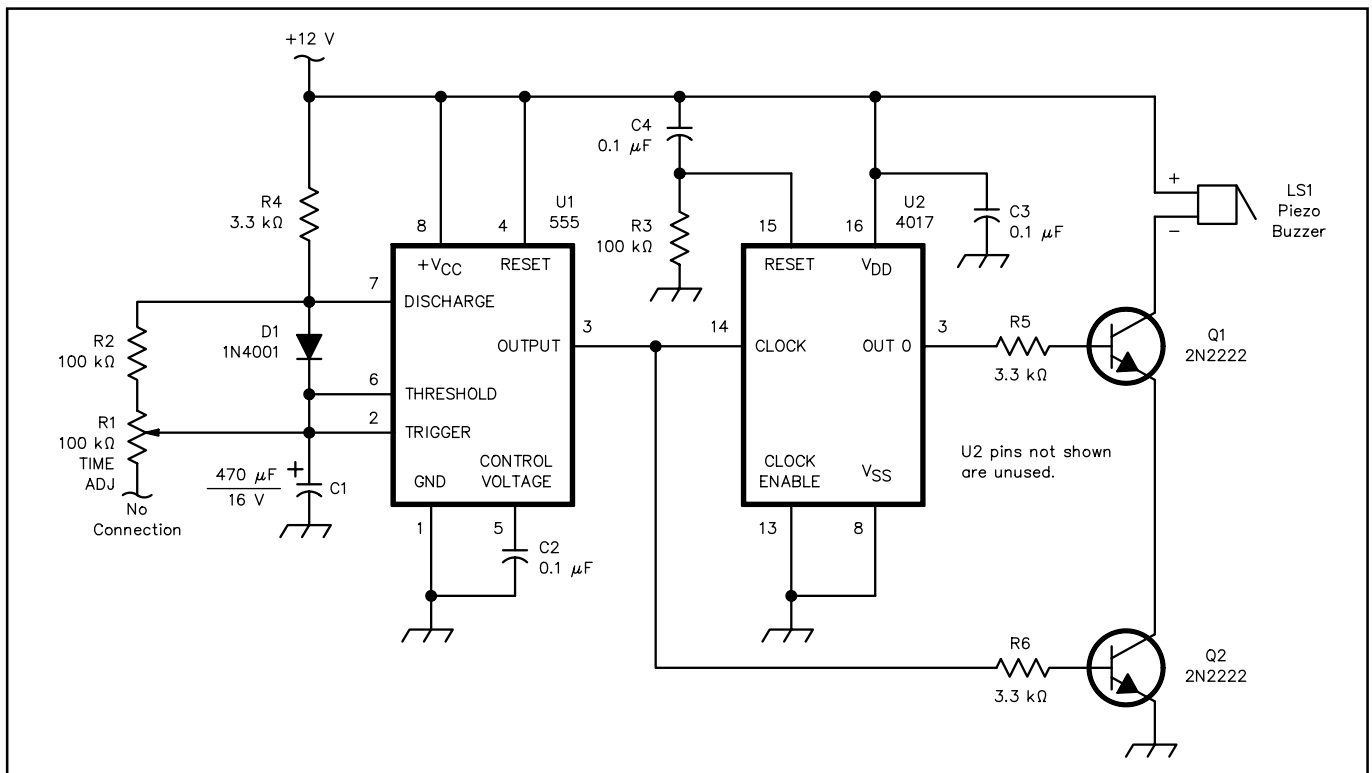 +12 V
R4
3.3 kΩ
C4
0.1 μF
R3
100 kΩ
C3
0.1 μF
LS1
Piezo
Buzzer
+
–
U1
555
8
4
+VCC
RESET
7
DISCHARGE
OUTPUT
3
6
THRESHOLD
2
TRIGGER
GND
CONTROL
VOLTAGE
1
5
C2
0.1 μF
D1
1N4001
R2
100 kΩ
R1
100 kΩ
TIME
ADJ
No
Connection
470 μF
16 V
+
C1
U2
4017
15
16
RESET
VDD
14
CLOCK
OUT 0
3
CLOCK
ENABLE
VSS
13
8
R5
3.3 kΩ
Q1
2N2222
U2 pins not shown
are unused.
R6
3.3 kΩ
Q2
2N2222